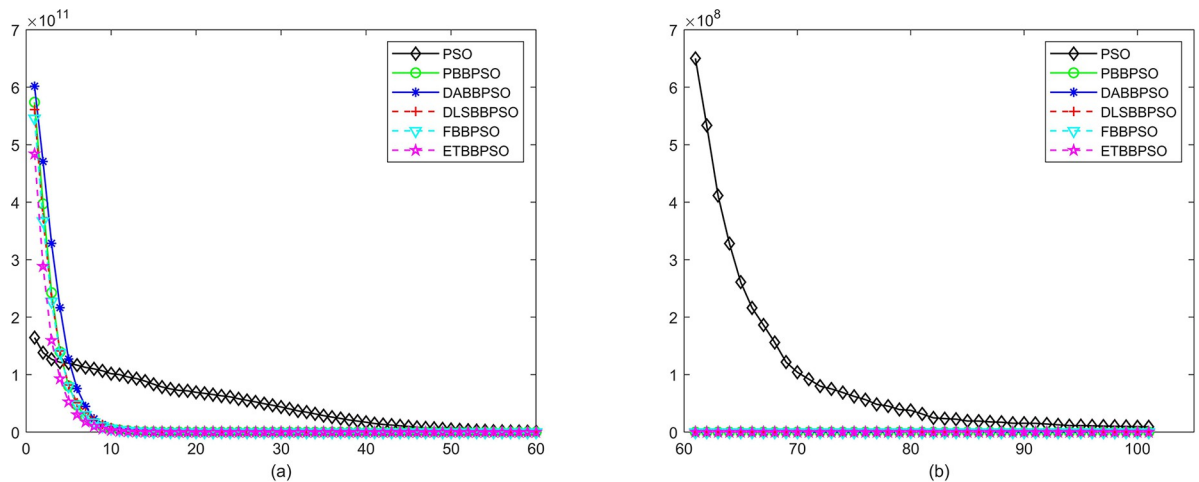 ×10^11
7
6
5
4
3
2
1
0
0 10 20 30 40 50 60
PSO
PBBPSO
DABBPSO
DLSBBPSO
FBBPSO
ETBBPSO
(a)
×10^8
7
6
5
4
3
2
1
0
60 70 80 90 100
PSO
PBBPSO
DABBPSO
DLSBBPSO
FBBPSO
ETBBPSO
(b)